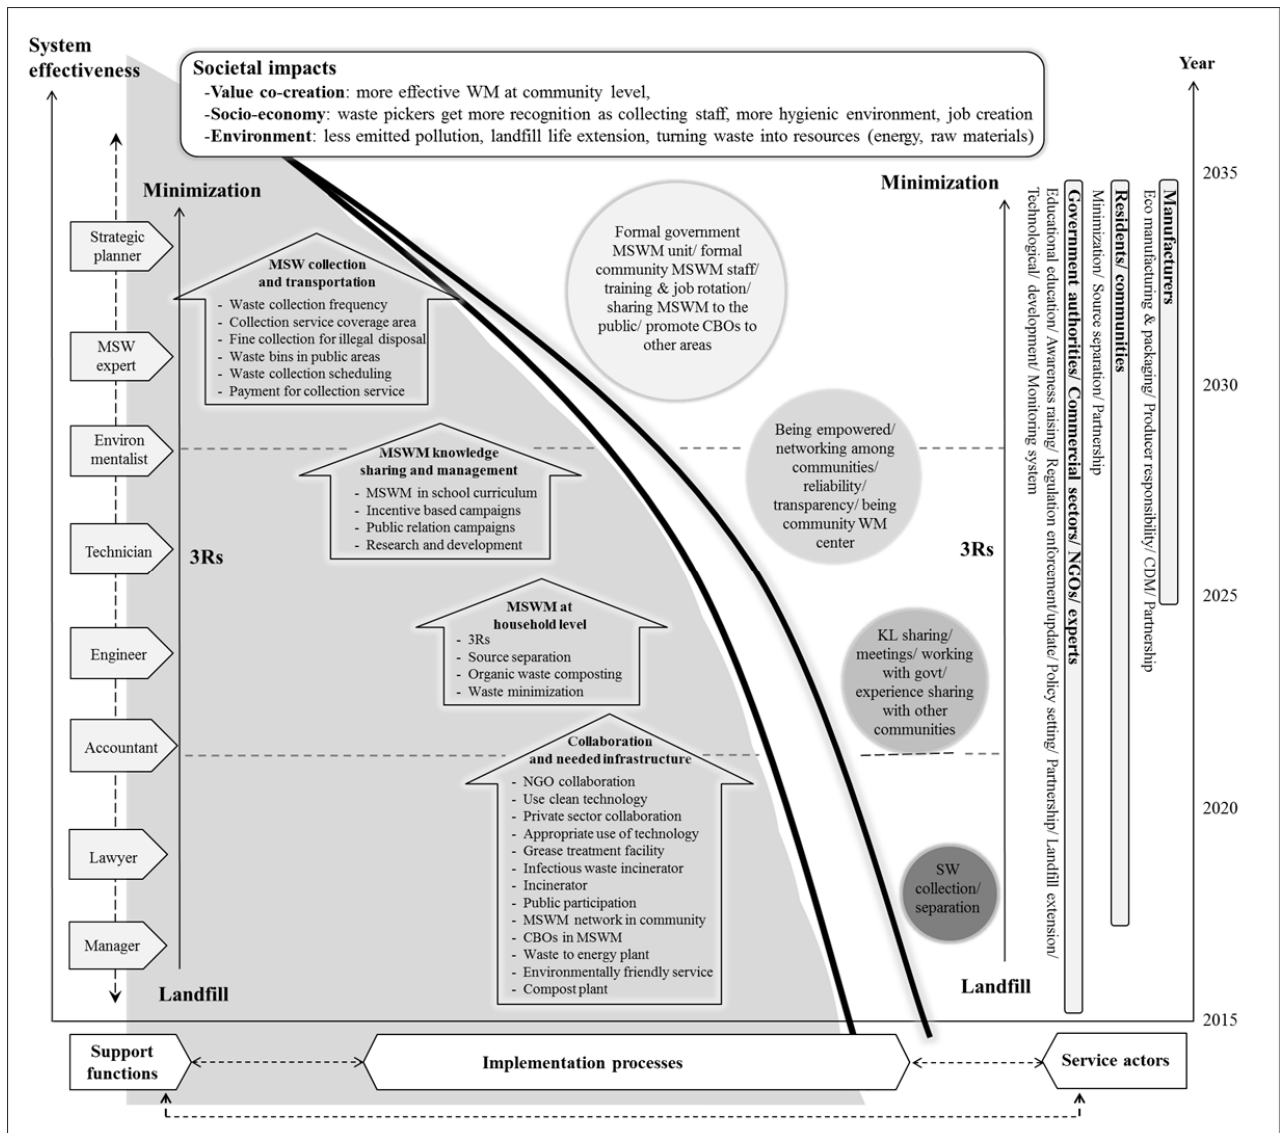 System
effectiveness
Societal impacts
-Value co-creation: more effective WM at community level,
-Socio-economy: waste pickers get more recognition as collecting staff, more hygienic environment, job creation
-Environment: less emitted pollution, landfill life extension, turning waste into resources (energy, raw materials)
Year
2035
2030
2025
2020
2015
Minimization
3Rs
Landfill
Strategic
planner
MSW
expert
Environ
mentalist
Technician
Engineer
Accountant
Lawyer
Manager
MSW collection
and transportation
- Waste collection frequency
- Collection service coverage area
- Fine collection for illegal disposal
- Waste bins in public areas
- Waste collection scheduling
- Payment for collection service
MSWM knowledge
sharing and management
- MSWM in school curriculum
- Incentive based campaigns
- Public relation campaigns
- Research and development
MSWM at
household level
- 3Rs
- Source separation
- Organic waste composting
- Waste minimization
Collaboration
and needed infrastructure
- NGO collaboration
- Use clean technology
- Private sector collaboration
- Appropriate use of technology
- Grease treatment facility
- Infectious waste incinerator
- Incinerator
- Public participation
- MSWM network in community
- CBOs in MSWM
- Waste to energy plant
- Environmentally friendly service
- Compost plant
Formal government
MSWM unit/ formal
community MSWM staff/
training & job rotation/
sharing MSWM to the
public/ promote CBOs to
other areas
Being empowered/
networking among
communities/
reliability/
transparency/ being
community WM
center
KL sharing/
meetings/ working
with govt/
experience sharing
with other
communities
SW
collection/
separation
Minimization
3Rs
Landfill
Manufacturers
Eco manufacturing & packaging/ Producer responsibility/ CDM/ Partnership
Residents/ communities
Minimization/ Source separation/ Partnership
Government authorities/ Commercial sectors/ NGOs/ experts
Educational education/ Awareness raising/ Regulation enforcement/update/ Policy setting/ Partnership/ Landfill extension/
Technological/ development/ Monitoring system
Support
functions
Implementation processes
Service actors